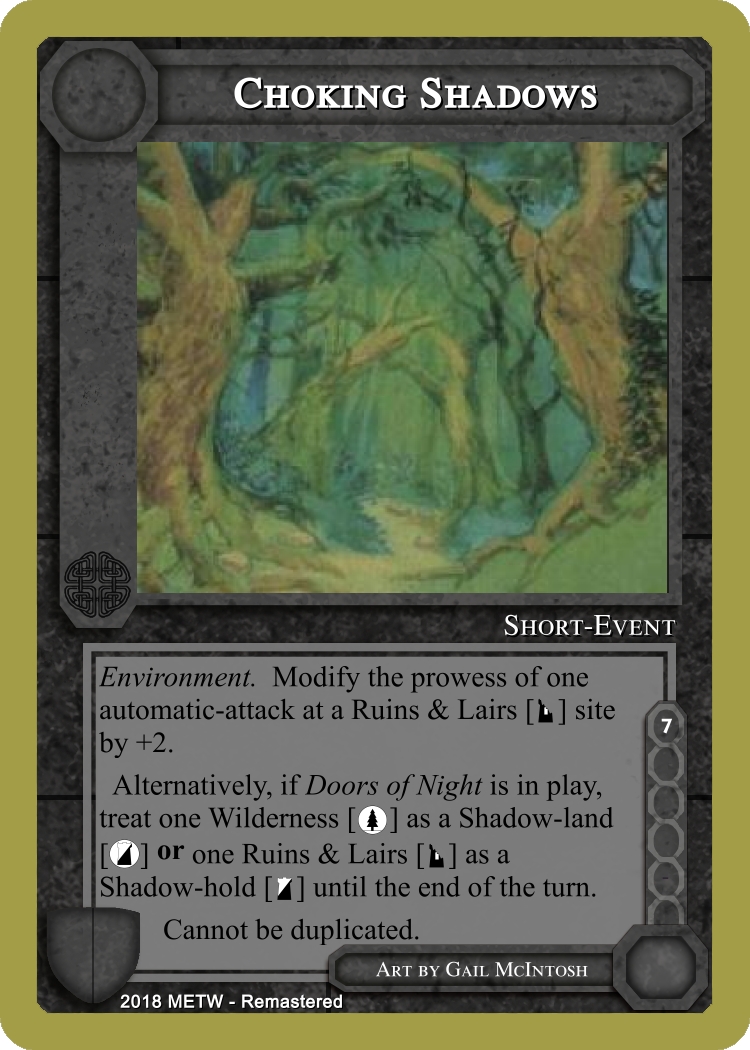 Choking Shadows
Short-Event
Environment. Modify the prowess of one
automatic-attack at a Ruins & Lairs [ ] site
by +2.
7
Alternatively, if Doors of Night is in play,
treat one Wilderness [ ] as a Shadow-land
[ ] or one Ruins & Lairs [ ] as a
Shadow-hold [ ] until the end of the turn.
Cannot be duplicated.
Art by Gail McIntosh
2018 METW - Remastered